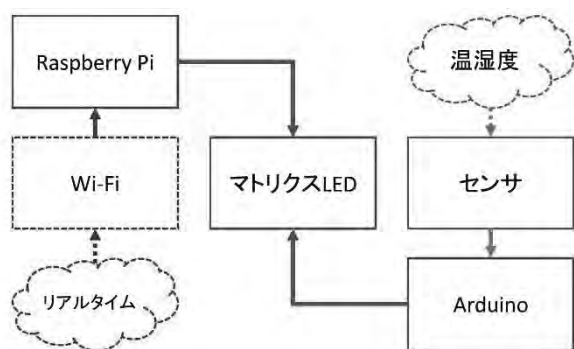 Raspberry Pi
温湿度
Wi-Fi
マトリクスLED
センサ
リアルタイム
Arduino